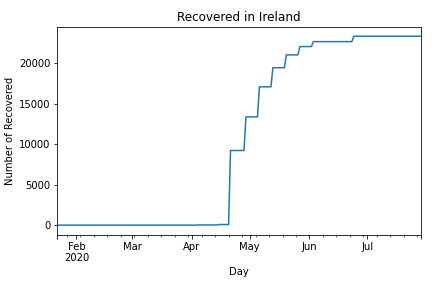 Recovered in Ireland
Number of Recovered
20000
15000
10000
5000
0
Feb Mar Apr May Jun Jul
2020
Day